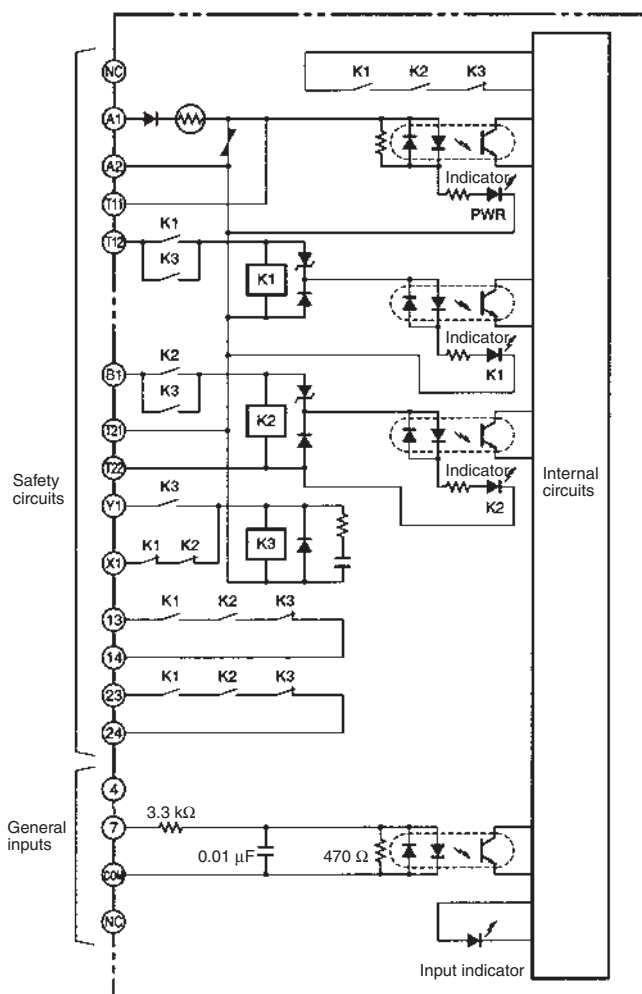 NC
K1 K2 K3
A1
A2
Indicator
PWR
T11
T12
K1
K3
K1
Indicator
K1
B1
K2
K3
K2
T21
T22
Indicator
K2
Safety
circuits
Internal
circuits
Y1
K3
K3
X1
K1 K2
13
K1 K2 K3
14
23
K1 K2 K3
24
4
General
inputs
7
3.3 kΩ
0.01 μF
470 Ω
COM
NC
Input indicator